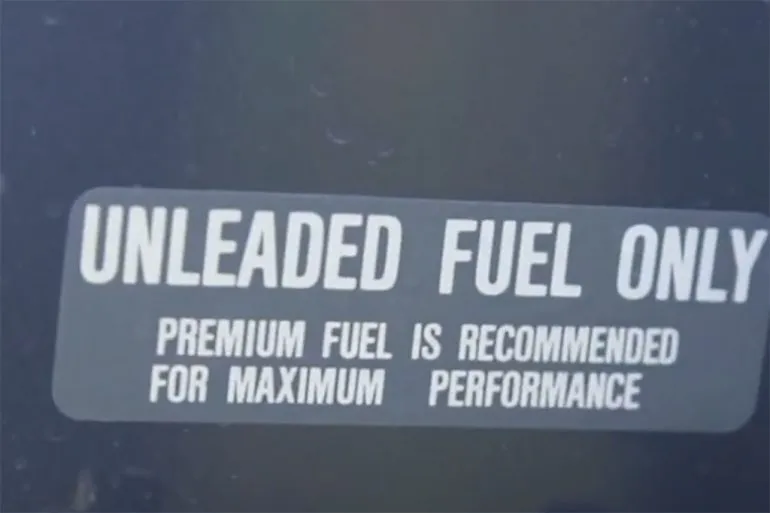 UNLEADED FUEL ONLY
PREMIUM FUEL IS RECOMMENDED
FOR MAXIMUM PERFORMANCE